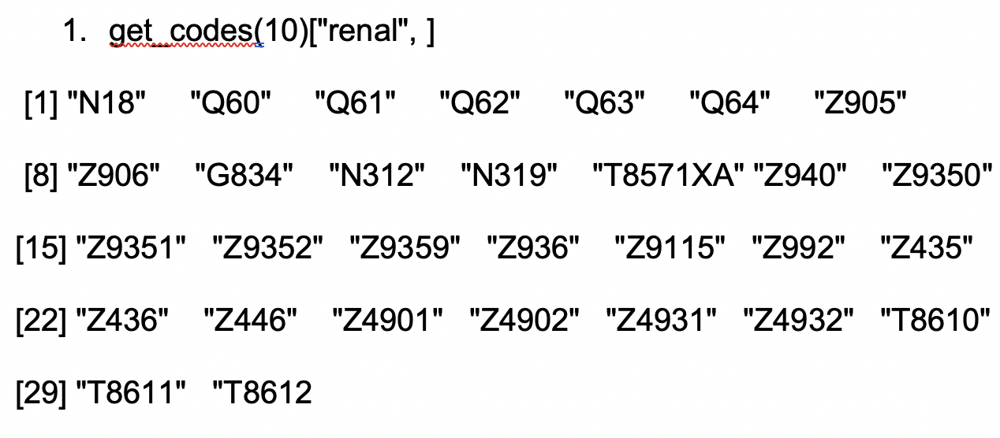 1. get_codes(10)["renal", ]
[1] "N18" "Q60" "Q61" "Q62" "Q63" "Q64" "Z905"
[8] "Z906" "G834" "N312" "N319" "T8571XA" "Z940" "Z9350"
[15] "Z9351" "Z9352" "Z9359" "Z936" "Z9115" "Z992" "Z435"
[22] "Z436" "Z446" "Z4901" "Z4902" "Z4931" "Z4932" "T8610"
[29] "T8611" "T8612